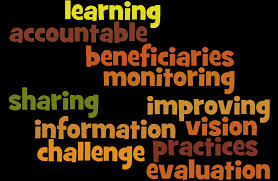 learning
accountable
beneficiaries
monitoring
sharing improving
information vision
challenge practices
evaluation